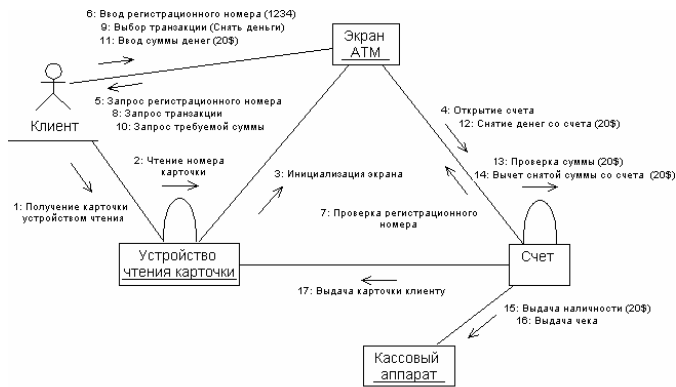 6: Ввод регистрационного номера (1234)
9: Выбор транзакции (Снять деньги)
11: Ввод суммы денег (20$)
Экран
АТМ
Клиент
5: Запрос регистрационного номера
8: Запрос транзакции
10: Запрос требуемой суммы
4: Открытие счета
12: Снятие денег со счета (20$)
2: Чтение номера
карточки
3: Инициализация экрана
13: Проверка суммы (20$)
14: Вычет снятой суммы со счета (20$)
1: Получение карточки
устройством чтения
7: Проверка регистрационного
номера
Устройство
чтения карточки
Счет
17: Выдача карточки клиенту
15: Выдача наличности (20$)
16: Выдача чека
Кассовый
аппарат